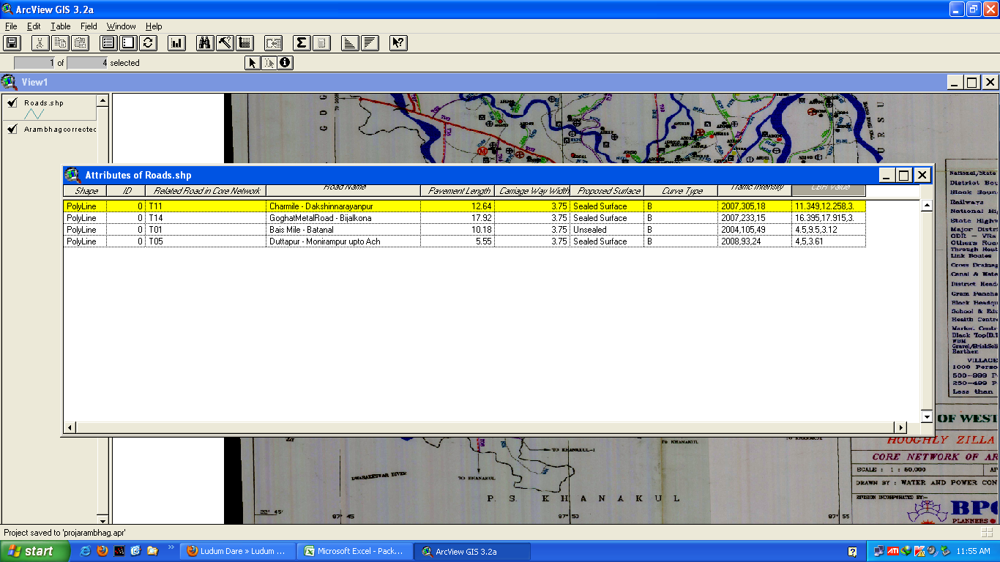 ArcView GIS 3.2a
File Edit Table Field Window Help
1 of 4 selected
View1
Roads.shp
Arambhagcorrected
Attributes of Roads.shp
Shape ID Related Road in Core Network Road Name Pavement Length Carriage Way Width Proposed Surface Curve Type Traffic Intensity CBR Value
PolyLine 0 T11 Charmile - Dakshinnarayanpur 12.64 3.75 Sealed Surface B 2007,305,18 11.349,12.258,3.
PolyLine 0 T14 GoghatMetalRoad - Bijalkona 17.92 3.75 Sealed Surface B 2007,233,15 16.395,17.915,3.
PolyLine 0 T01 Bais Mile - Batanal 10.18 3.75 Unsealed B 2004,105,49 4.5,9.5,3.12
PolyLine 0 T05 Duttapur - Monirampur upto Ach 5.55 3.75 Sealed Surface B 2008,93,24 4,5,3.61
National/State
District Bou
Block Boun
Railways
National Hi
State Highw
Major Distri
ODR - VRs
Others Roa
Through Rout
Link Routes
Cross Drainag
Canal & Wate
District Head
Gram Pancha
Block Headqu
School & Edu
Health Centre
Market Centr
Black Top(B.T
WBM
Gravel/BrickSoli
Earthen
VILLAGE
1000 Perso
500-999 P
250-499 P
Less than
OF WEST
HOOGHLY ZILLA
CORE NETWORK OF AR
SCALE : 1 : 50,000 AP
DRAWN BY : WATER AND POWER CON
DIVISION INCORPORATED BY:-
BPC
PLANNERS
TO KHANAKUL-I
TO KHANAKUL
TO KHANAKUL
DWARAKESWAR RIVER
P. S. KHANAKUL
22° 45'
87° 45
87° 50
87° 55
Project saved to 'projarambhag.apr'
start Ludum Dare » Ludum ... Microsoft Excel - Pack... ArcView GIS 3.2a ATI 11:55 AM